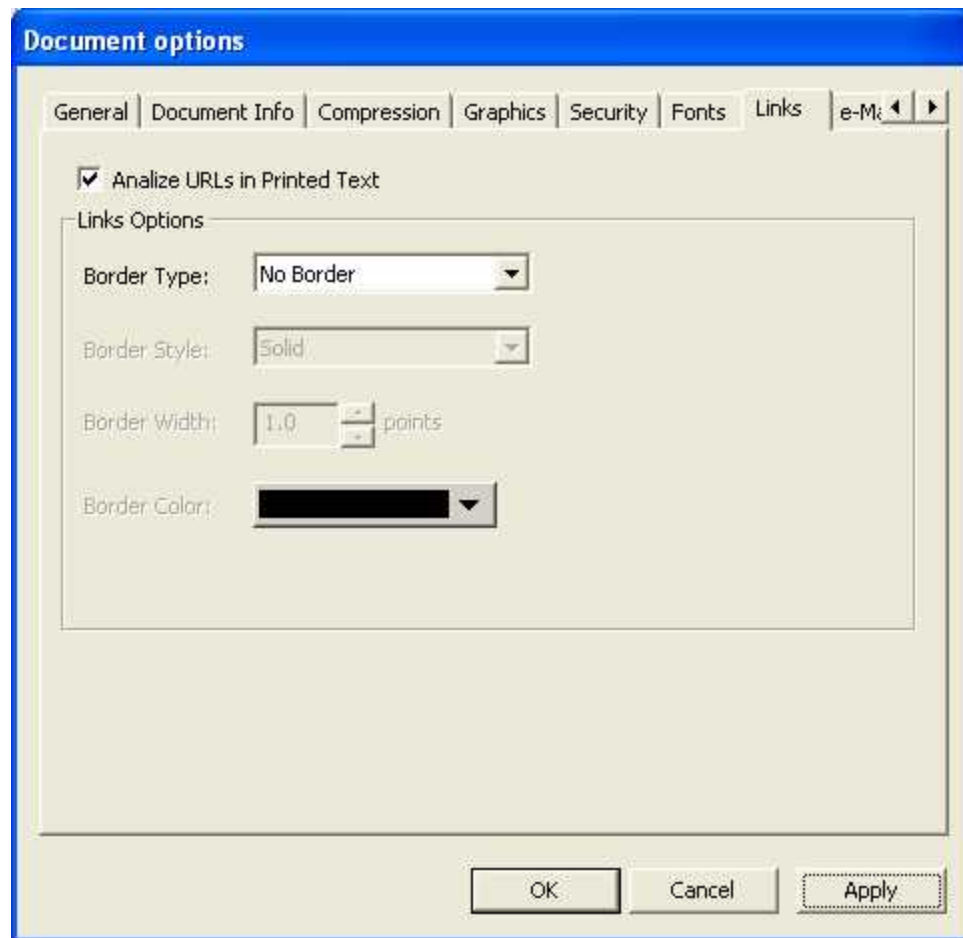 Document options
General Document Info Compression Graphics Security Fonts Links e-Ma
Analize URLs in Printed Text
Links Options
Border Type: No Border
Border Style: Solid
Border Width: 1.0 points
Border Color:
OK Cancel Apply